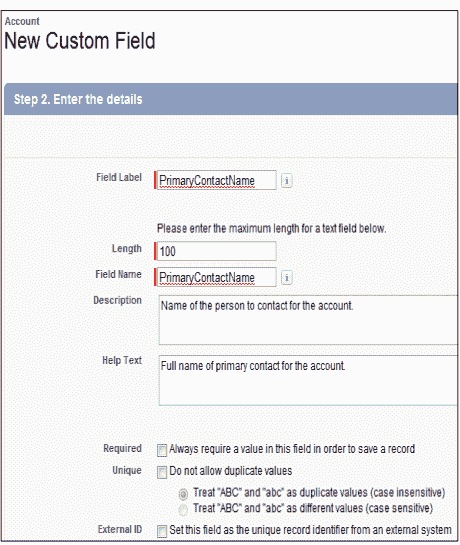 Account
New Custom Field
Step 2. Enter the details
Field Label PrimaryContactName i
Please enter the maximum length for a text field below.
Length 100
Field Name PrimaryContactName i
Description Name of the person to contact for the account.
Help Text Full name of primary contact for the account.
Required Always require a value in this field in order to save a record
Unique Do not allow duplicate values
Treat "ABC" and "abc" as duplicate values (case insensitive)
Treat "ABC" and "abc" as different values (case sensitive)
External ID Set this field as the unique record identifier from an external system